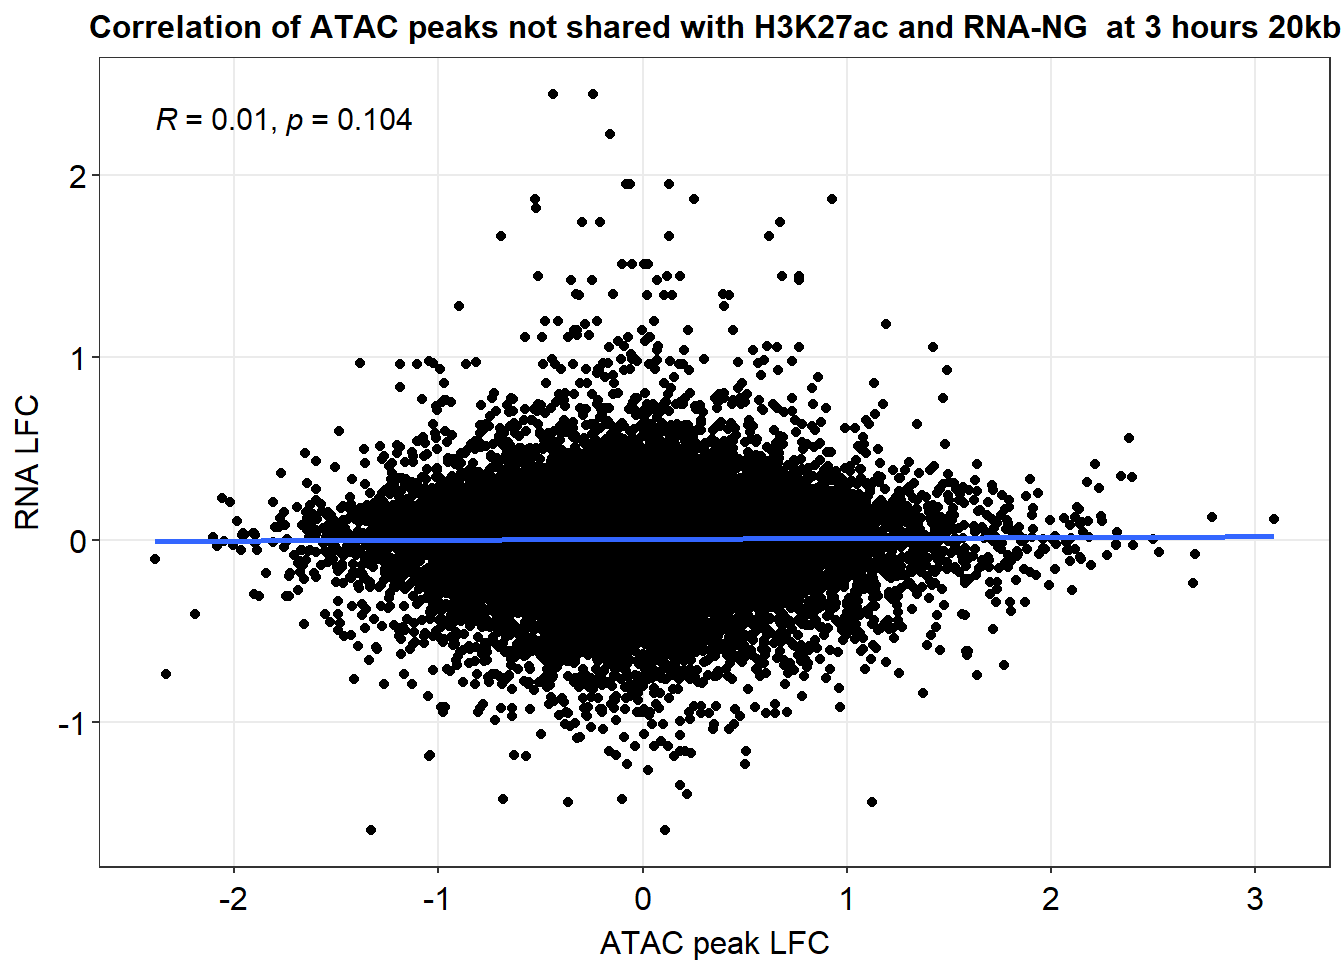 Correlation of ATAC peaks not shared with H3K27ac and RNA-NG  at 3 hours 20kb
R = 0.01, p = 0.104
2
1
0
-1
RNA LFC
-2
-1
0
1
2
3
ATAC peak LFC